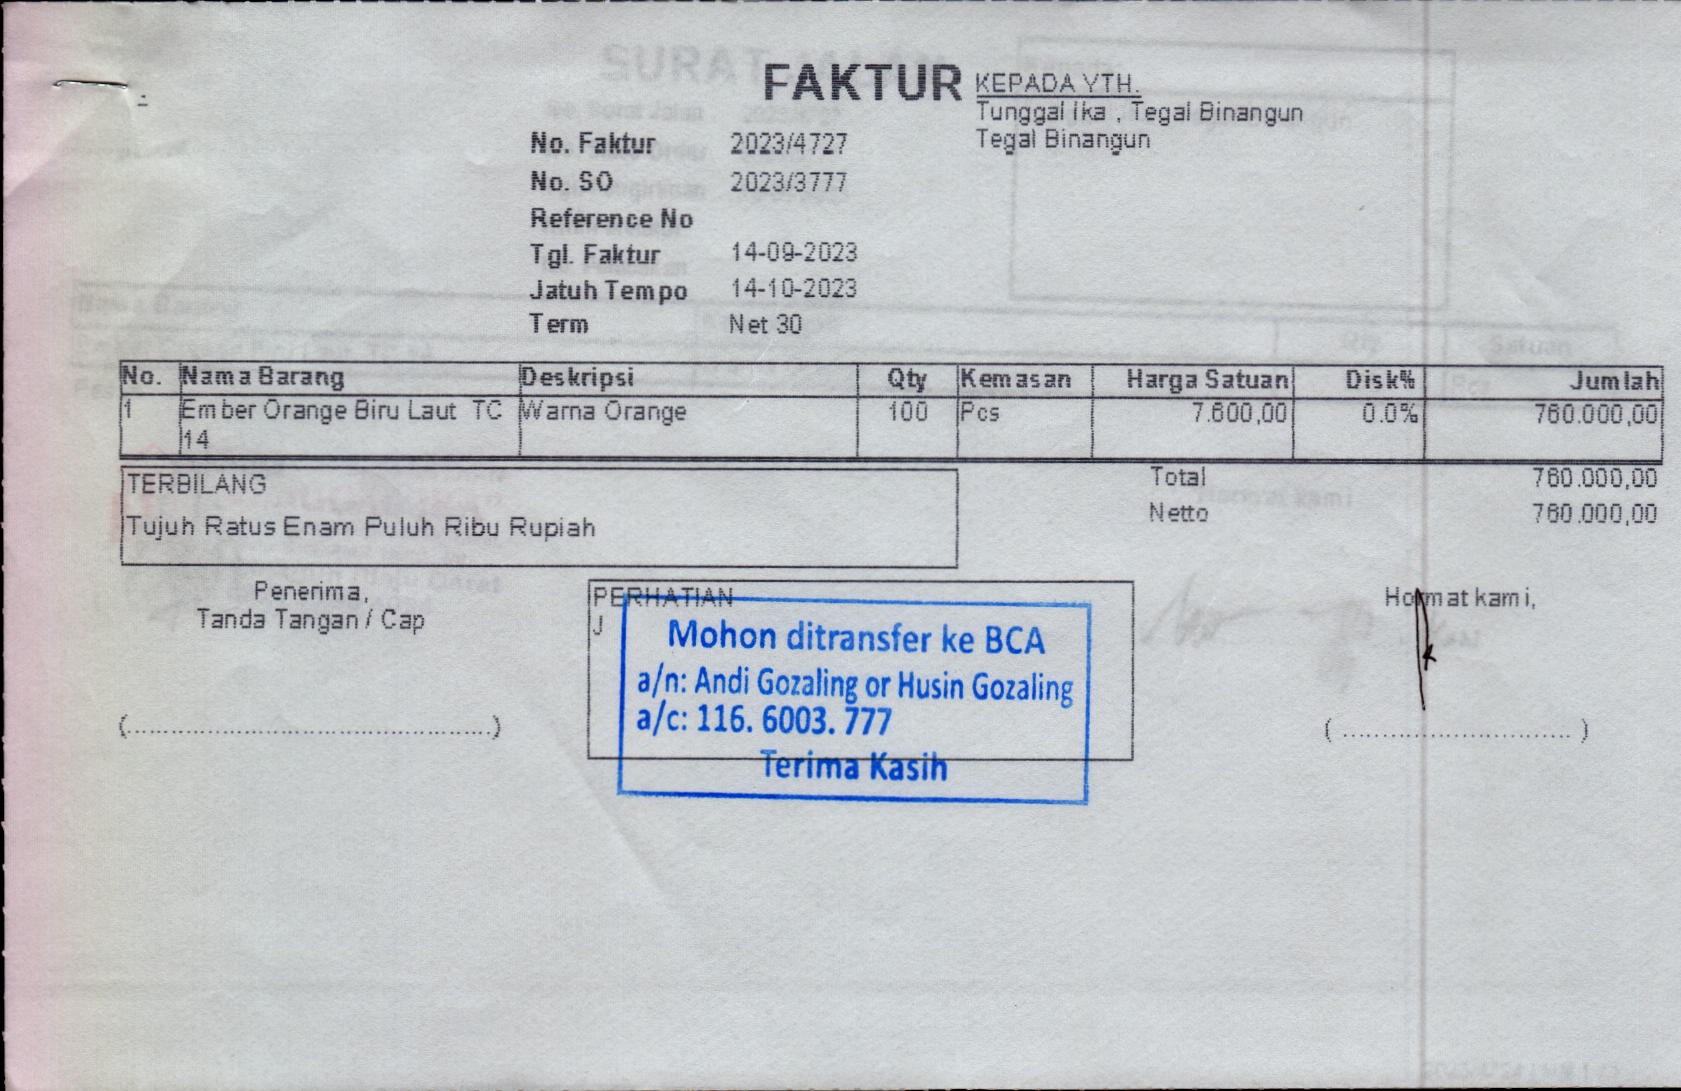 FAKTUR
KEPADA YTH.
Tunggal Ika , Tegal Binangun
Tegal Binangun
No. Faktur 2023/4727
No. SO 2023/3777
Reference No
Tgl. Faktur 14-09-2023
Jatuh Tempo 14-10-2023
Term Net 30
No. Nama Barang Deskripsi Qty Kemasan Harga Satuan Disk% Jumlah
1 Ember Orange Biru Laut TC Warna Orange 100 Pcs 7.600,00 0.0% 760.000,00
14
TERBILANG
Tujuh Ratus Enam Puluh Ribu Rupiah
Total 760.000,00
Netto 760.000,00
Penerima,
Tanda Tangan / Cap
(..............................................)
PERHATIAN
J
Mohon ditransfer ke BCA
a/n: Andi Gozaling or Husin Gozaling
a/c: 116. 6003. 777
Terima Kasih
Hormat kami,
( ............................. )